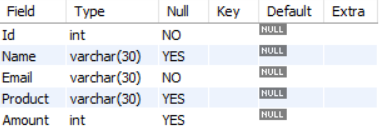 Field Type Null Key Default Extra
Id int NO NULL
Name varchar(30) YES NULL
Email varchar(30) NO NULL
Product varchar(30) YES NULL
Amount int YES NULL